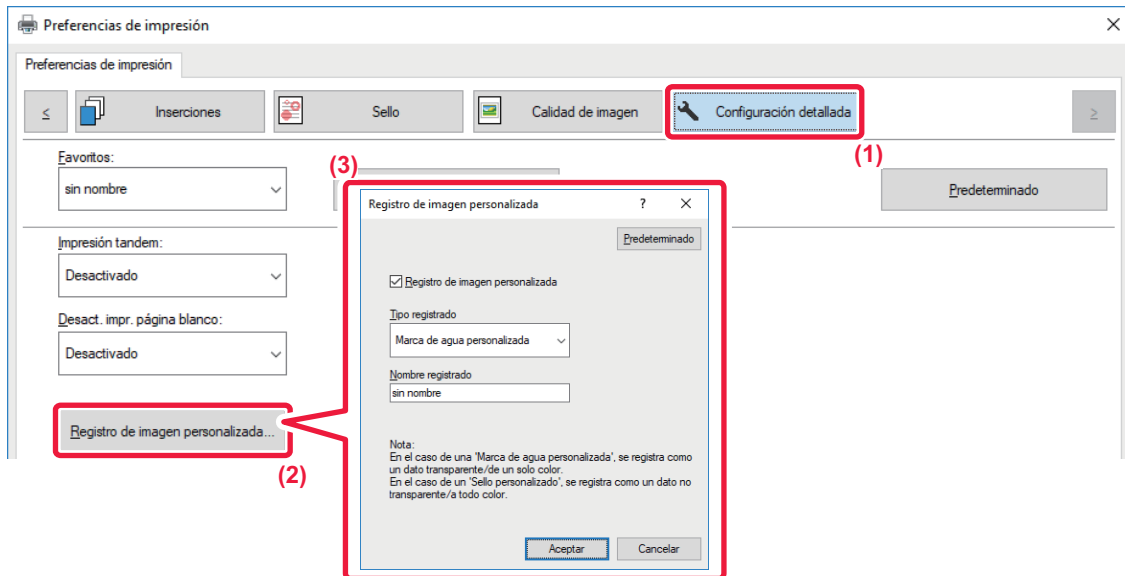 Preferencias de impresión
Preferencias de impresión
≤
Inserciones
Sello
Calidad de imagen
Configuración detallada
≥
(1)
Favoritos:
sin nombre
(3)
Predeterminado
Registro de imagen personalizada
?
Predeterminado
Impresión tandem:
Desactivado
Registro de imagen personalizada
Tipo registrado
Marca de agua personalizada
Desact. impr. página blanco:
Desactivado
Nombre registrado
sin nombre
Registro de imagen personalizada...
(2)
Nota:
En el caso de una 'Marca de agua personalizada', se registra como
un dato transparente/de un solo color.
En el caso de un 'Sello personalizado', se registra como un dato no
transparente/a todo color.
Aceptar
Cancelar